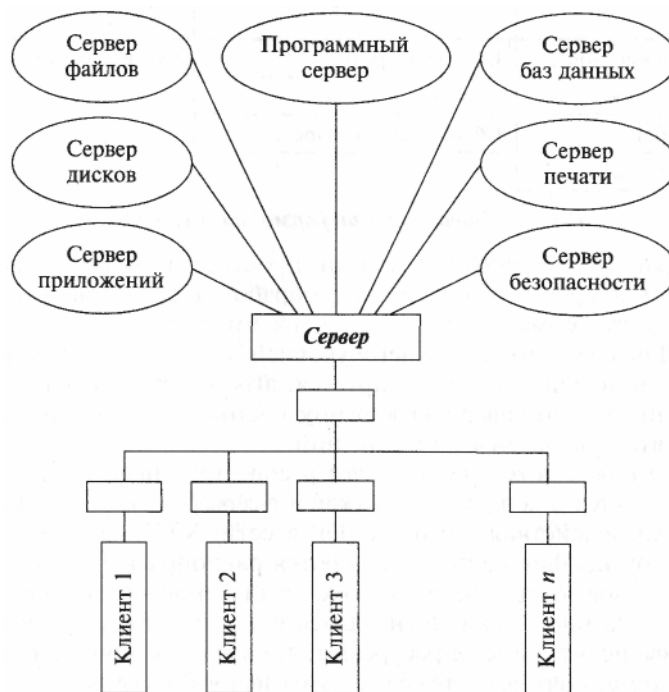 Сервер
файлов
Программный
сервер
Сервер
баз данных
Сервер
дисков
Сервер
печати
Сервер
приложений
Сервер
безопасности
Сервер
Клиент 1
Клиент 2
Клиент 3
Клиент n